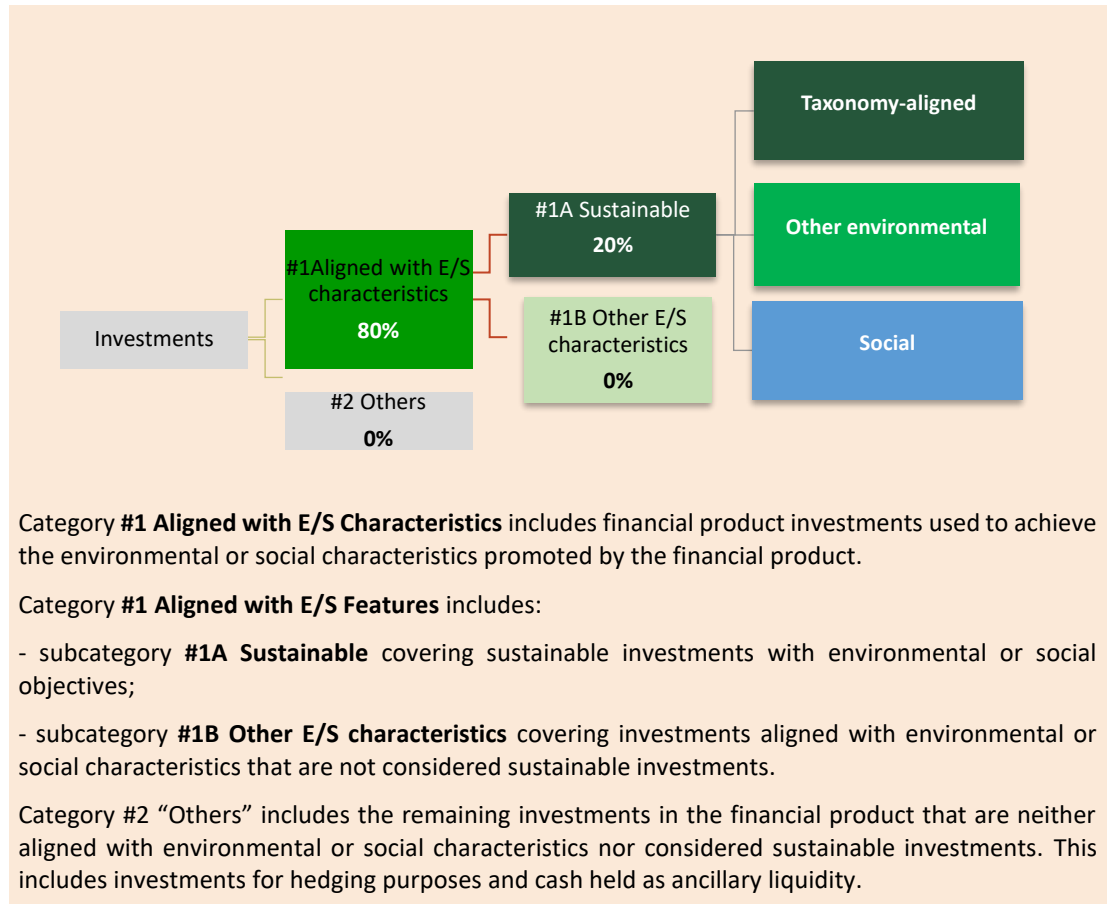 Taxonomy-aligned
#1A Sustainable
20%
Other environmental
#1Aligned with E/S
characteristics
80%
#1B Other E/S
characteristics
0%
Investments
Social
#2 Others
0%
Category #1 Aligned with E/S Characteristics includes financial product investments used to achieve
the environmental or social characteristics promoted by the financial product.
Category #1 Aligned with E/S Features includes:
- subcategory #1A Sustainable covering sustainable investments with environmental or social
objectives;
- subcategory #1B Other E/S characteristics covering investments aligned with environmental or
social characteristics that are not considered sustainable investments.
Category #2 “Others” includes the remaining investments in the financial product that are neither
aligned with environmental or social characteristics nor considered sustainable investments. This
includes investments for hedging purposes and cash held as ancillary liquidity.